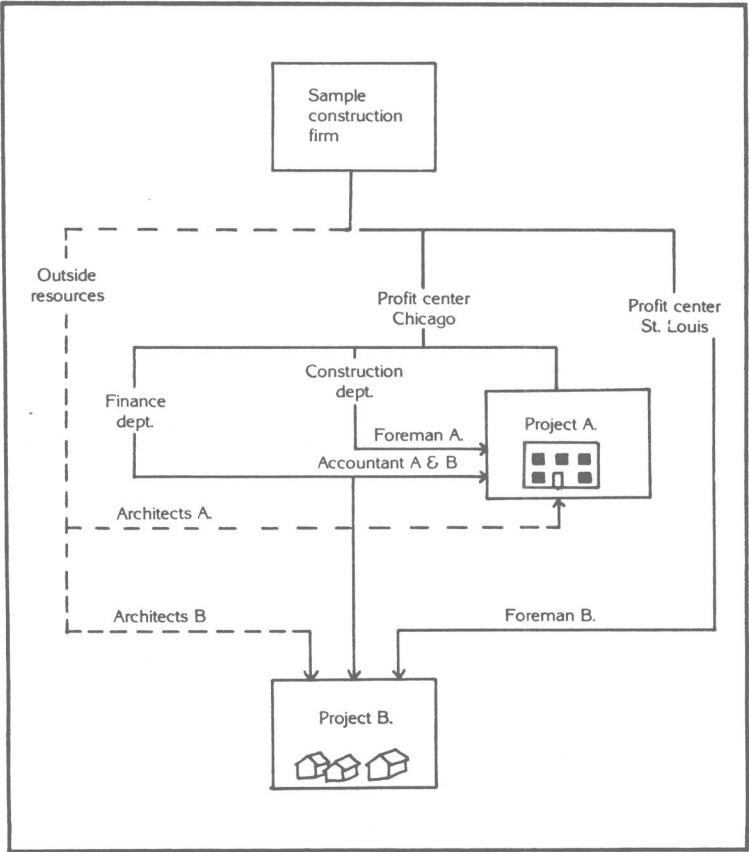 Sample
construction
firm
Outside
resources
Profit center
Chicago
Profit center
St. Louis
Construction
dept.
Finance
dept.
Project A.
Foreman A.
Accountant A & B
Architects A.
Architects B
Foreman B.
Project B.